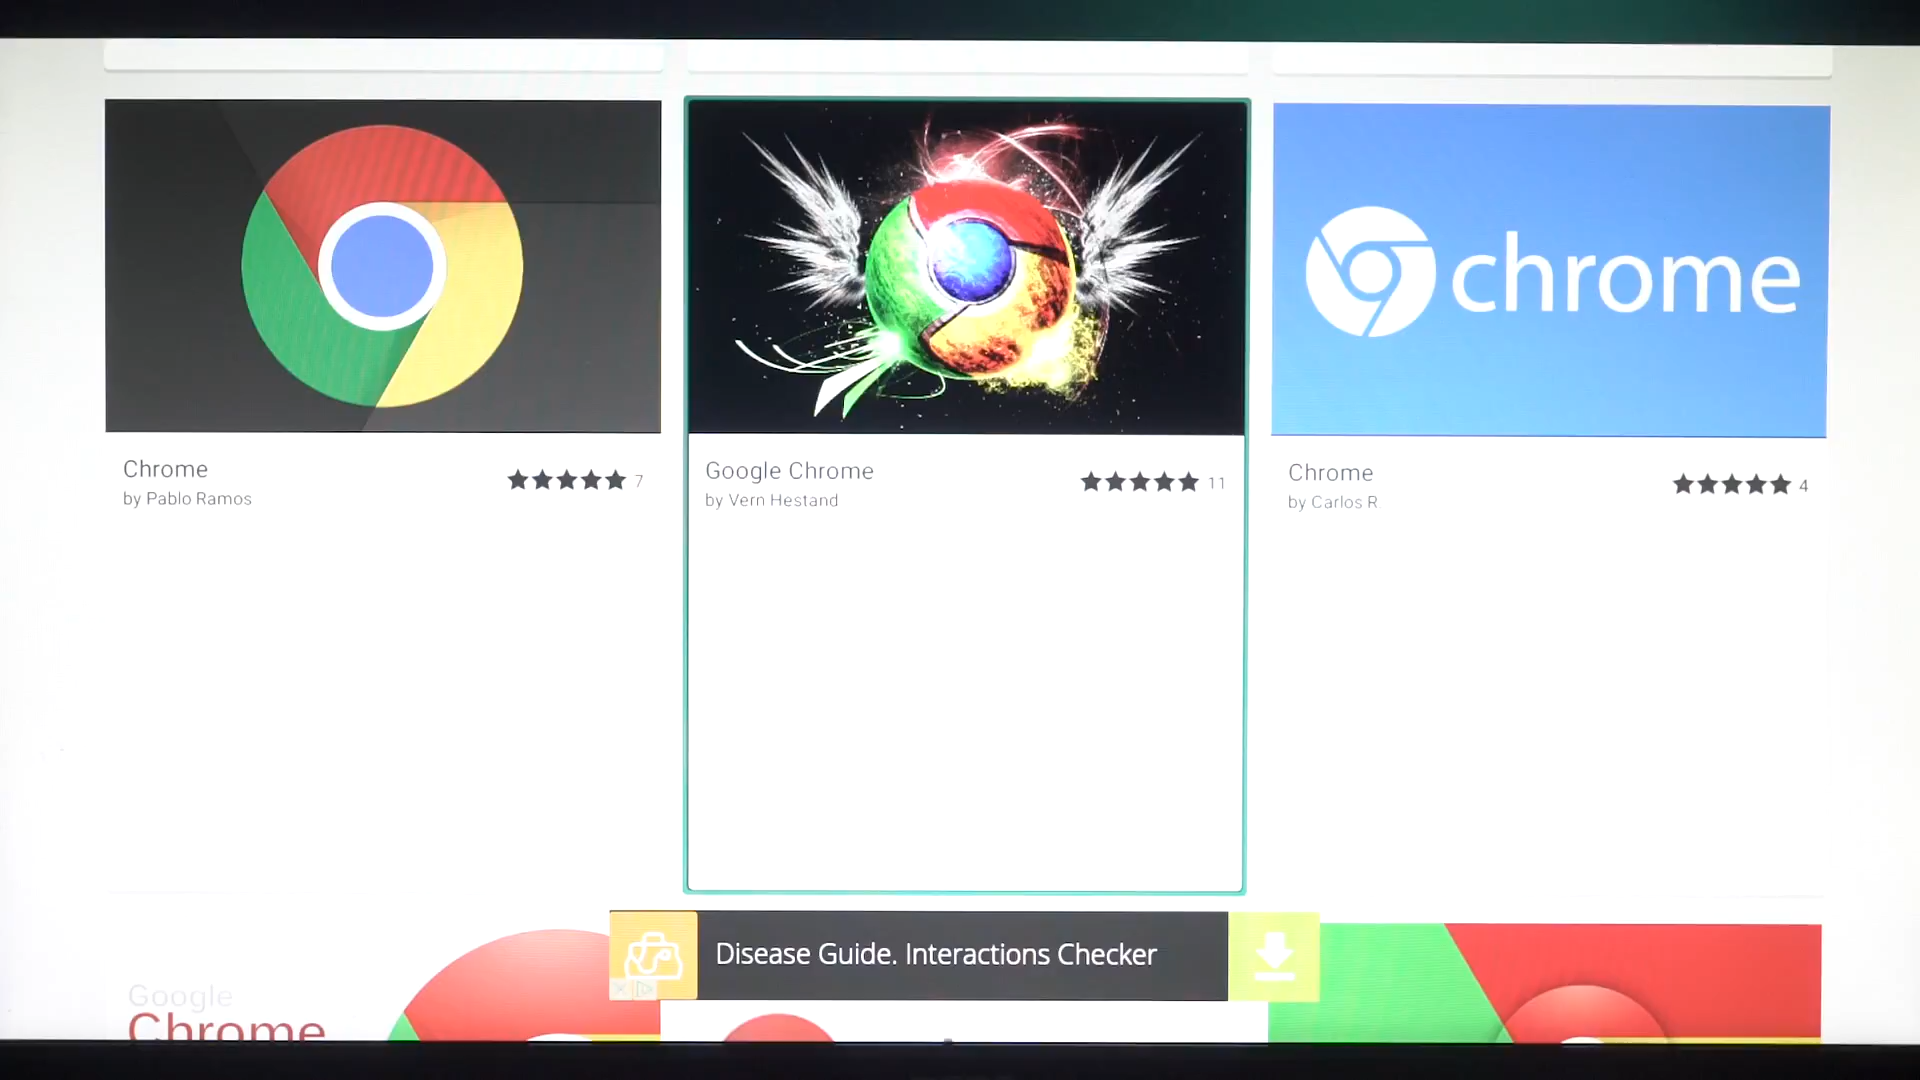 chrome
Chrome
by Pablo Ramos
7
Google Chrome
by Vern Hestand
11
Chrome
by Carlos R
4
Disease Guide. Interactions Checker
Google
Chrome